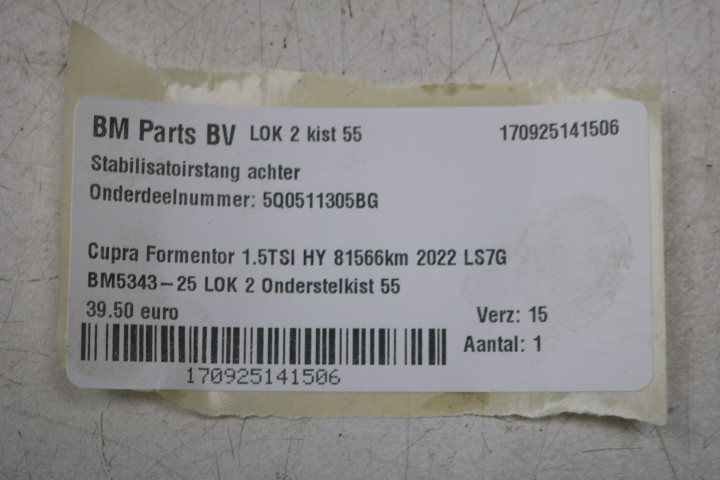 BM Parts BV LOK 2 kist 55 170925141506
Stabilisatoirstang achter
Onderdeelnummer: 5Q0511305BG
Cupra Formentor 1.5TSI HY 81566km 2022 LS7G
BM5343-25 LOK 2 Onderstelkist 55
39.50 euro Verz: 15
Aantal: 1
170925141506